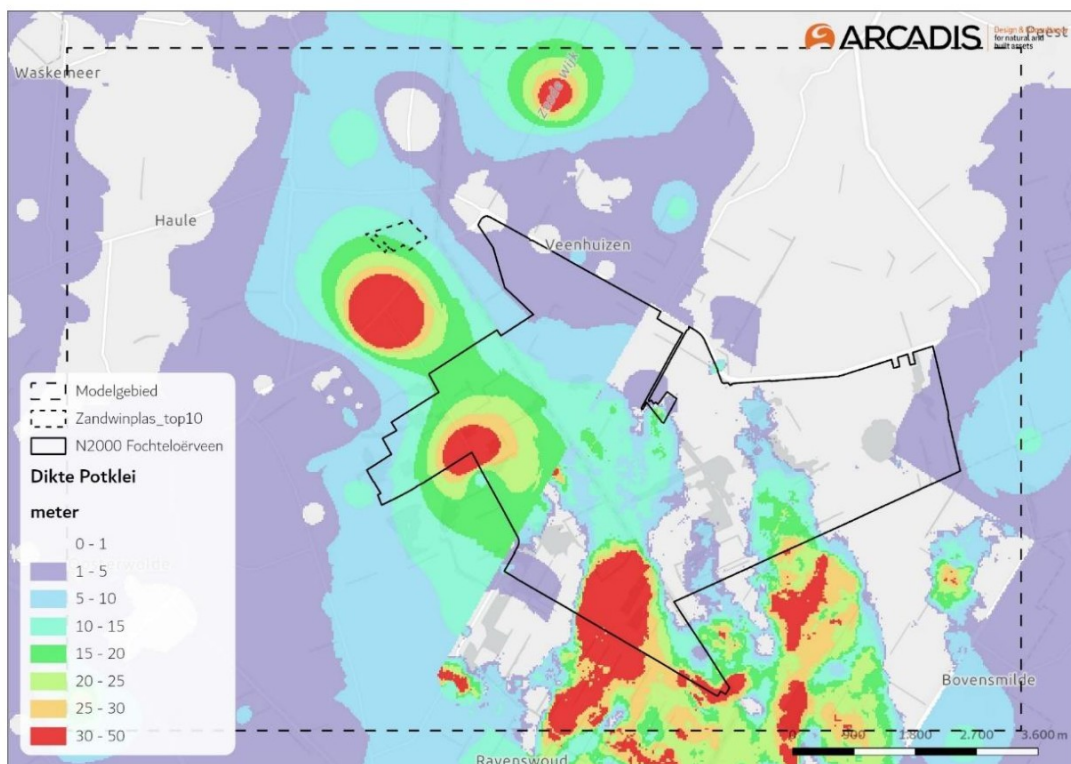 ARCADIS
Design & Consultancy
for natural and
built assets
Waskemeer
Haule
Veenhuizen
Modelgebied
Zandwinplas_top10
N2000 Fochteloërveen
Dikte Potklei
meter
0 - 1
1 - 5
5 - 10
10 - 15
15 - 20
20 - 25
25 - 30
30 - 50
Bovensmilde
Ravenswoud
0 900 1.800 2.700 3.600 m